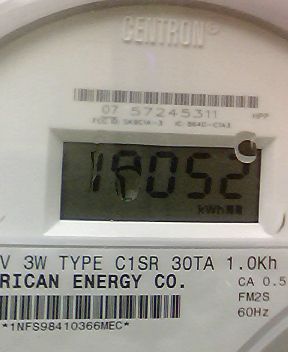 CENTRON®
07 57245311 HPP
18052
kWh
V 3W TYPE C1SR 30TA 1.0Kh
RICAN ENERGY CO. CA 0.5
FM2S
60Hz
*1NFS98410366MEC*